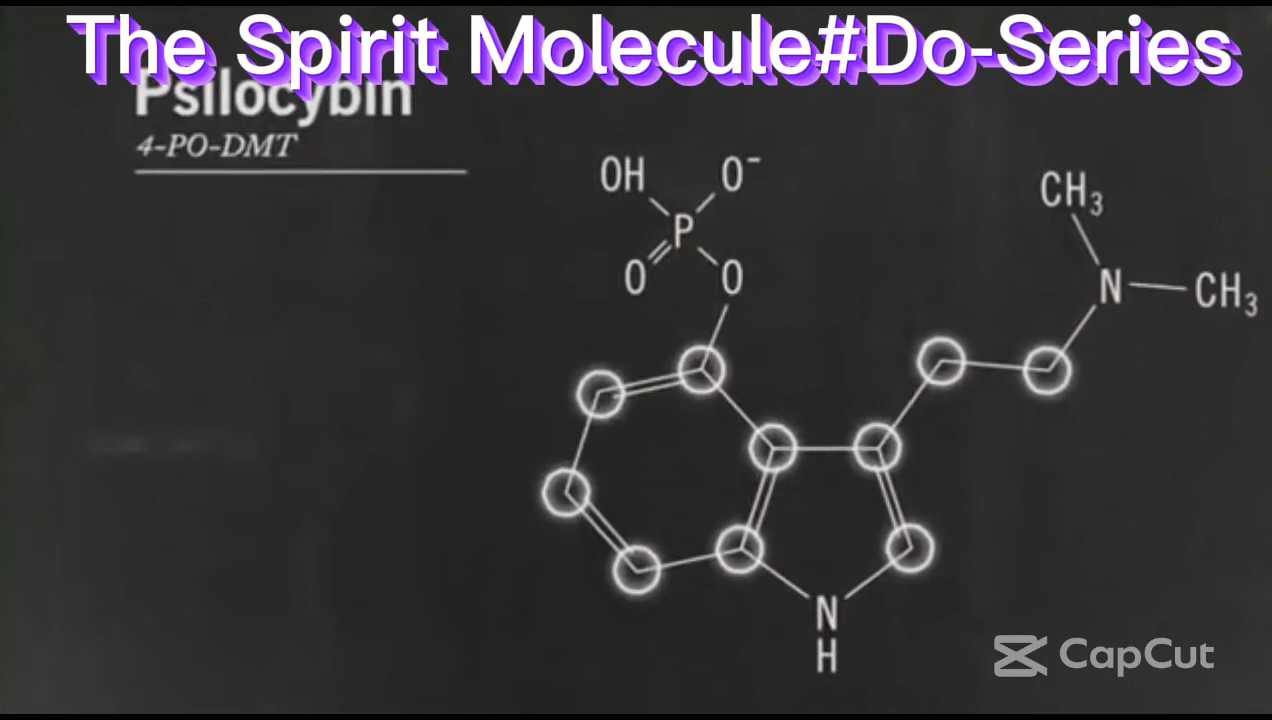 The Spirit Molecule#Do-Series
Psilocybin
4-PO-DMT
OH O⁻
P
O O
CH₃
N CH₃
N
H
CapCut